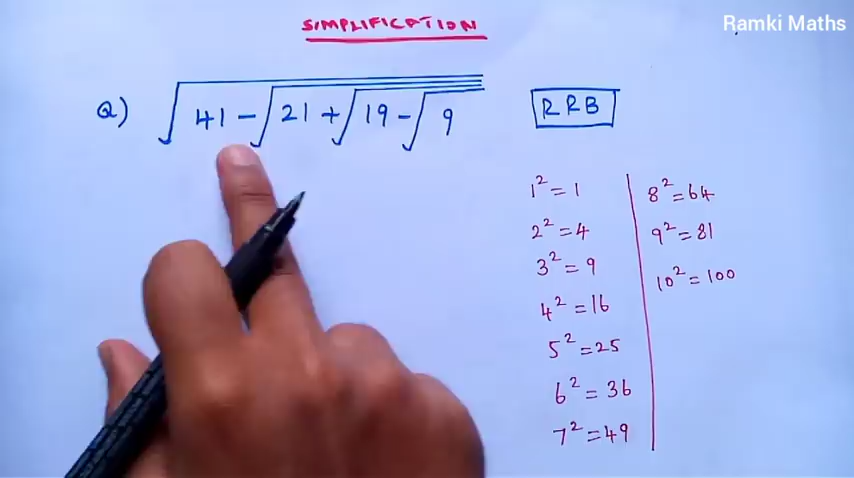 Ramki Maths
SIMPLIFICATION
Q) √(41 - √(21 + √(19 - √9)))
RRB
1² = 1
2² = 4
3² = 9
4² = 16
5² = 25
6² = 36
7² = 49
8² = 64
9² = 81
10² = 100